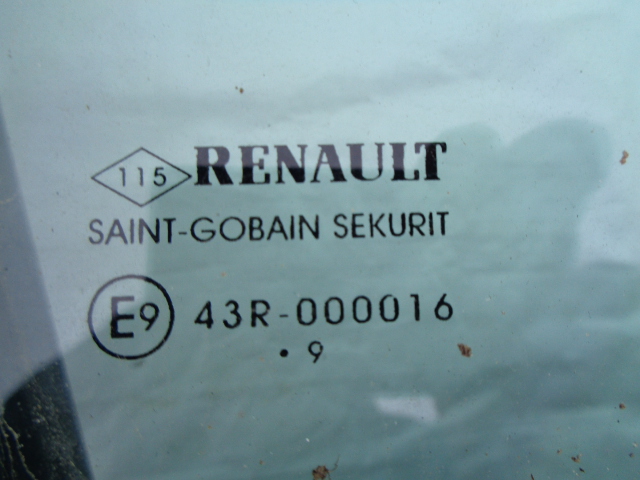 115 RENAULT
SAINT-GOBAIN SEKURIT
E9 43R-000016
. 9